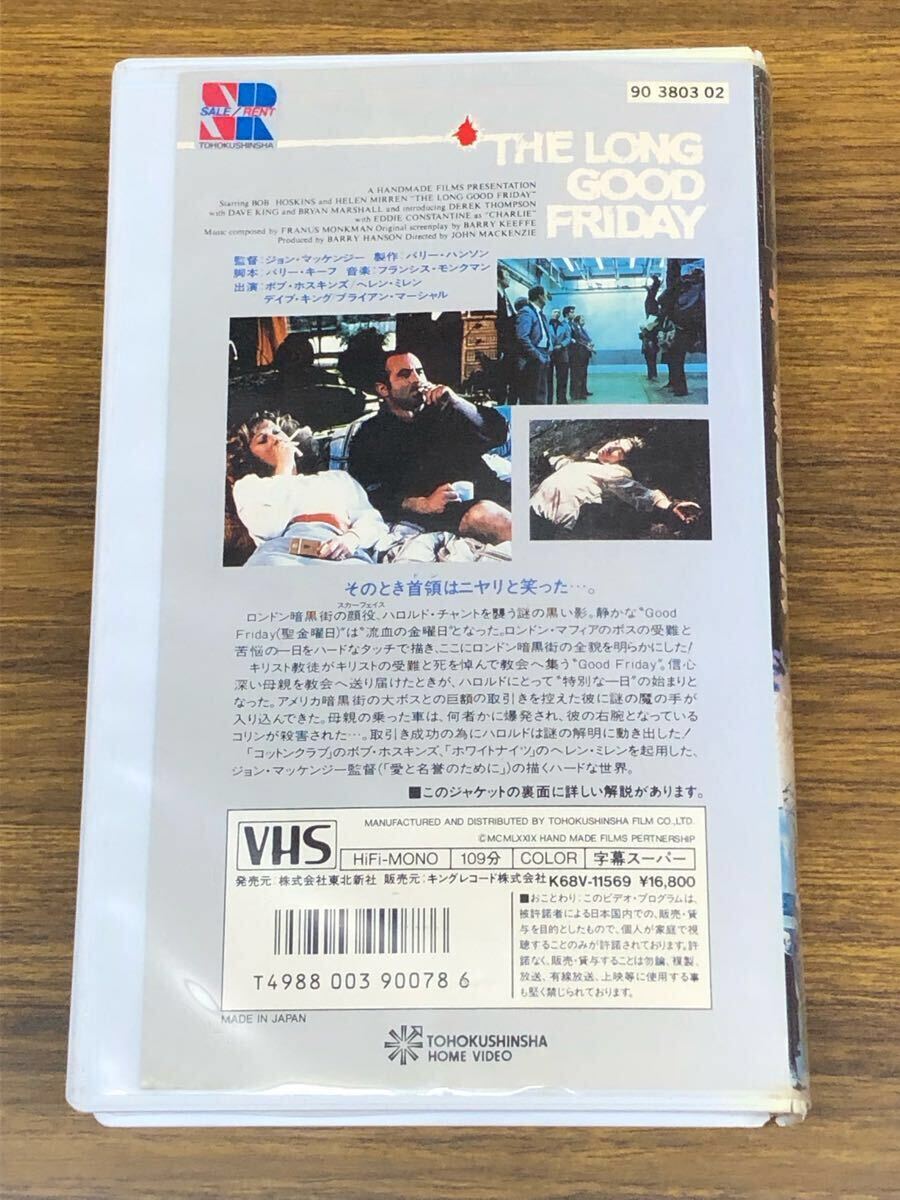 SALE/RENT
TOHOKUSHINSHA
90 3803 02
THE LONG
GOOD
FRIDAY
A HANDMADE FILMS PRESENTATION
Starring BOB HOSKINS and HELEN MIRREN "THE LONG GOOD FRIDAY"
with DAVE KING and BRYAN MARSHALL and introducing DEREK THOMPSON
with EDDIE CONSTANTINE as "CHARLIE"
Music composed by FRANUS MONKMAN Original screenplay by BARRY KEEFFE
Produced by BARRY HANSON Directed by JOHN MACKENZIE
監督:ジョン・マッケンジー 製作:バリー・ハンソン
脚本:バリー・キーフ 音楽:フランシス・モンクマン
出演:ボブ・ホスキンズ/ヘレン・ミレン
デイブ・キング/ブライアン・マーシャル
そのとき首領はニヤリと笑った…。
ドン
スカーフェイス
ロンドン暗黒街の顔役、ハロルド・チャントを襲う謎の黒い影。静かな"Good
Friday(聖金曜日)"は"流血の金曜日"となった。ロンドン・マフィアのボスの受難と
苦悩の一日をハードなタッチで描き、ここにロンドン暗黒街の全貌を明らかにした!
キリスト教徒がキリストの受難と死を悼んで教会へ集う"Good Friday"。信心
深い母親を教会へ送り届けたときが、ハロルドにとって"特別な一日"の始まりと
なった。アメリカ暗黒街の大ボスとの巨額の取引きを控えた彼に謎の魔の手が
入り込んできた。母親の乗った車は、何者かに爆発され、彼の右腕となっている
コリンが殺害された…。取引き成功の為にハロルドは謎の解明に動き出した!
「コットンクラブ」のボブ・ホスキンズ、「ホワイトナイツ」のヘレン・ミレンを起用した、
ジョン・マッケンジー監督(「愛と名誉のために」)の描くハードな世界。
■このジャケットの裏面に詳しい解説があります。
VHS
MANUFACTURED AND DISTRIBUTED BY TOHOKUSHINSHA FILM CO.,LTD.
©MCMLXXIX HAND MADE FILMS PERTNERSHIP
HiFi-MONO 109分 COLOR 字幕スーパー
発売元:株式会社東北新社 販売元:キングレコード株式会社 K68V-11569 ¥16,800
■おことわり:このビデオ・プログラムは、
被許諾者による日本国内での、販売・貸
与を目的としたもので、個人が家庭で視
聴することのみが許諾されております。許
諾なく、販売・貸与することは勿論、複製、
放送、有線放送、上映等に使用する事
も堅く禁じられております。
T4988 003 90078 6
MADE IN JAPAN
TOHOKUSHINSHA
HOME VIDEO